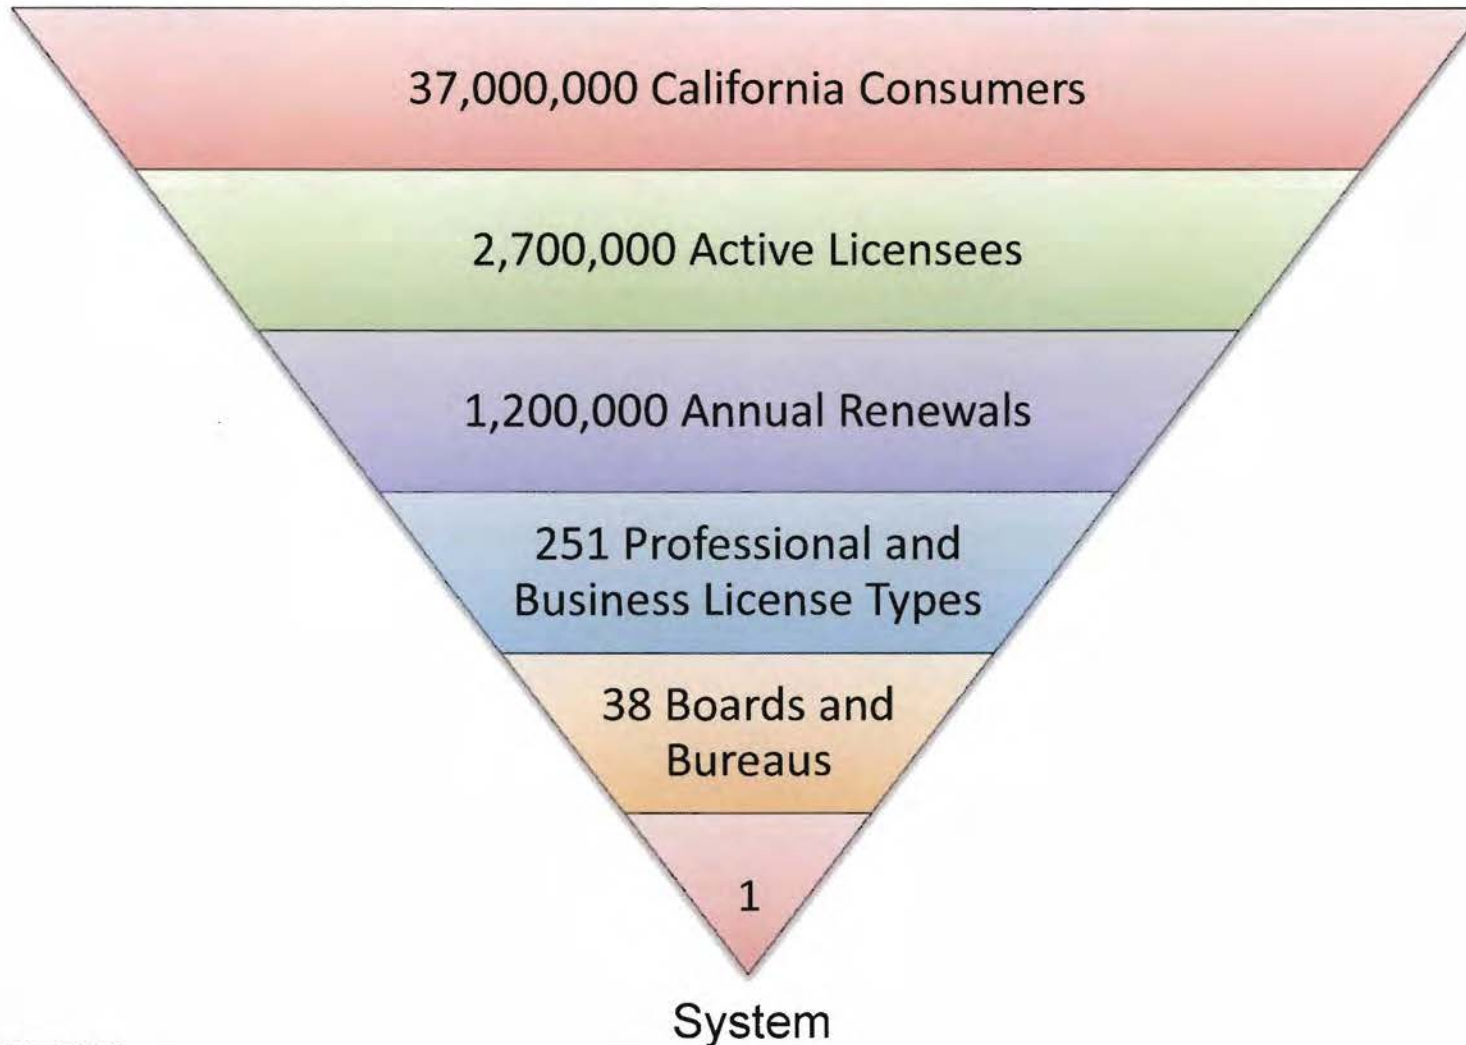 37,000,000 California Consumers
2,700,000 Active Licensees
1,200,000 Annual Renewals
251 Professional and
Business License Types
38 Boards and
Bureaus
1
System